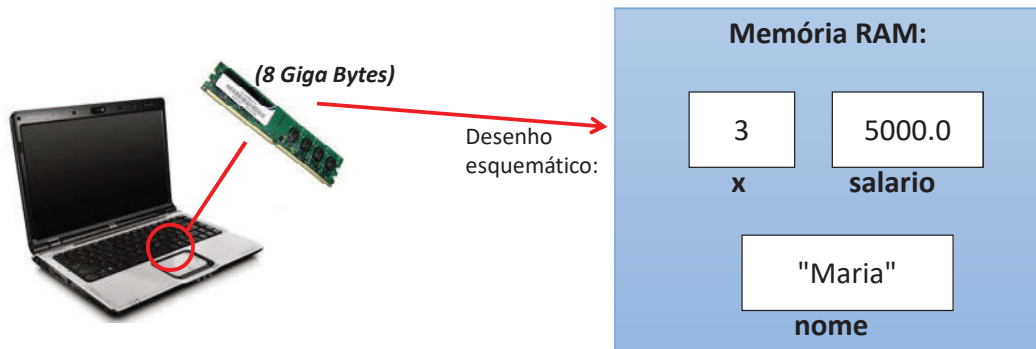 (8 Giga Bytes)
Desenho
esquemático:
Memória RAM:
3
5000.0
x
salario
"Maria"
nome